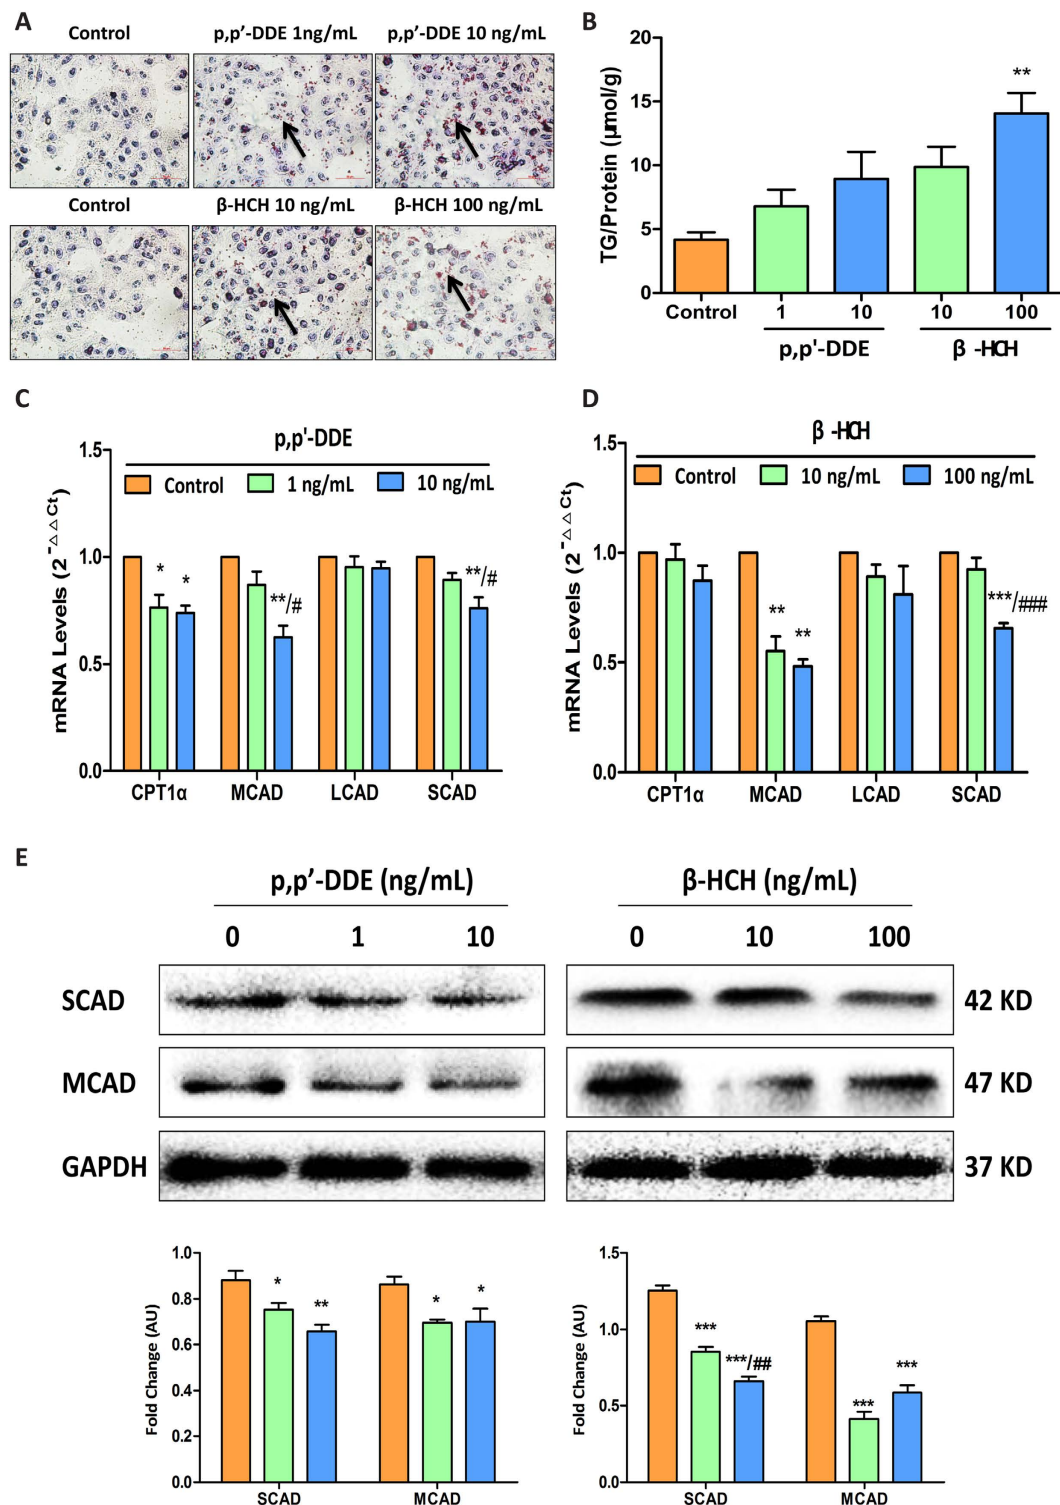 A
Control
p,p’-DDE 1ng/mL
p,p’-DDE 10 ng/mL
Control
β-HCH 10 ng/mL
β-HCH 100 ng/mL
B
TG/Protein (μmol/g)
20
15
10
5
0
**
Control
1
10
10
100
p,p'-DDE
β -HCH
C
p,p'-DDE
Control
1 ng/mL
10 ng/mL
mRNA Levels (2^-△△Ct)
1.5
1.0
0.5
0.0
*
*
**/#
**/#
CPT1α
MCAD
LCAD
SCAD
D
β -HCH
Control
10 ng/mL
100 ng/mL
mRNA Levels (2^-△△Ct)
1.5
1.0
0.5
0.0
**
**
***/###
CPT1α
MCAD
LCAD
SCAD
E
p,p’-DDE (ng/mL)
0 1 10
β-HCH (ng/mL)
0 10 100
SCAD
42 KD
MCAD
47 KD
GAPDH
37 KD
Fold Change (AU)
1.0
0.8
0.6
0.4
0.2
0.0
*
**
*
*
SCAD
MCAD
Fold Change (AU)
1.5
1.0
0.5
0.0
***
***/##
***
***
SCAD
MCAD